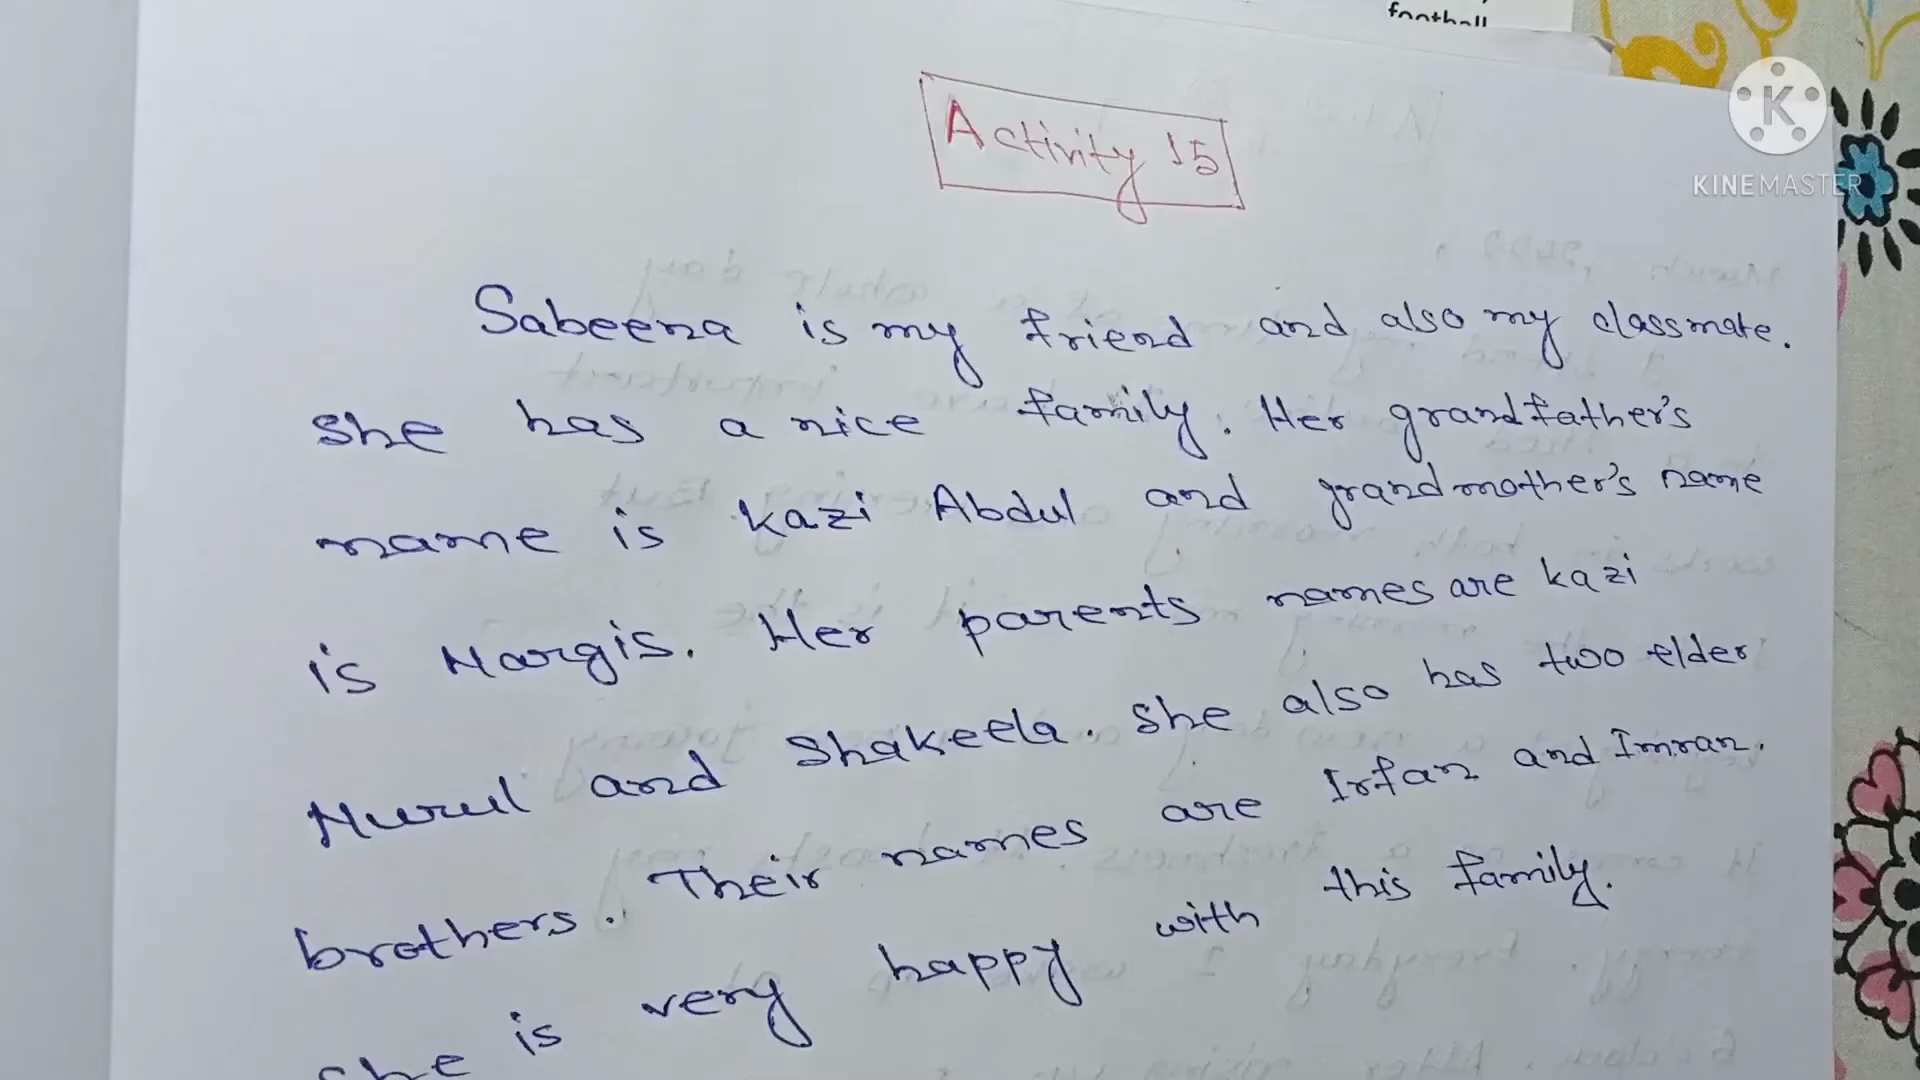 football
Activity 15
K
KINEMASTER
Sabeena is my friend and also my classmate.
She has a nice family. Her grandfather's
name is Kazi Abdul and grandmother's name
is Nargis. Her parents names are Kazi
Nurul and Shakeela. She also has two elder
brothers. Their names are Irfan and Imran.
She is very happy with this family.